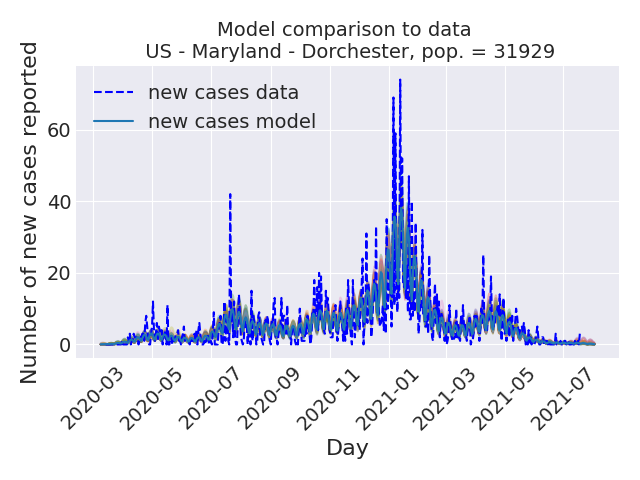 Model comparison to data
US - Maryland - Dorchester, pop. = 31929
Number of new cases reported
new cases data
new cases model
60
40
20
0
2020-03
2020-05
2020-07
2020-09
2020-11
2021-01
2021-03
2021-05
2021-07
Day